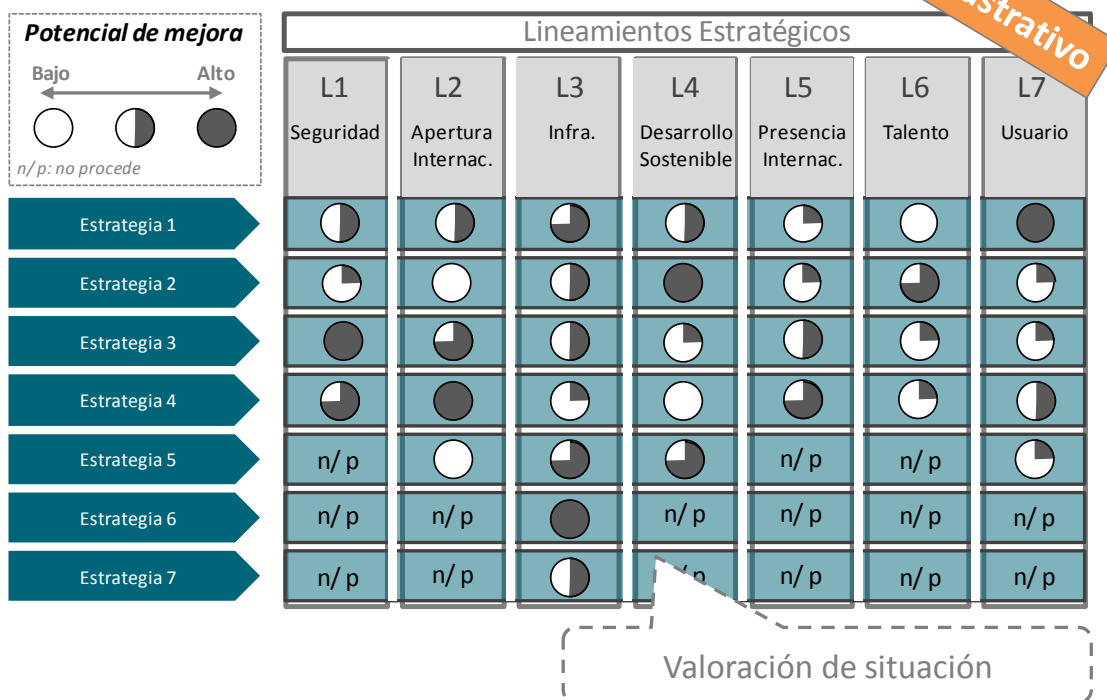 Potencial de mejora
Bajo Alto
n/p: no procede
Lineamientos Estratégicos
L1 L2 L3 L4 L5 L6 L7
Seguridad Apertura Infra. Desarrollo Presencia Talento Usuario
Internac. Sostenible Internac.
Estrategia 1
Estrategia 2
Estrategia 3
Estrategia 4
Estrategia 5 n/p n/p n/p
Estrategia 6 n/p n/p n/p n/p n/p n/p
Estrategia 7 n/p n/p n/p n/p n/p
Valoración de situación